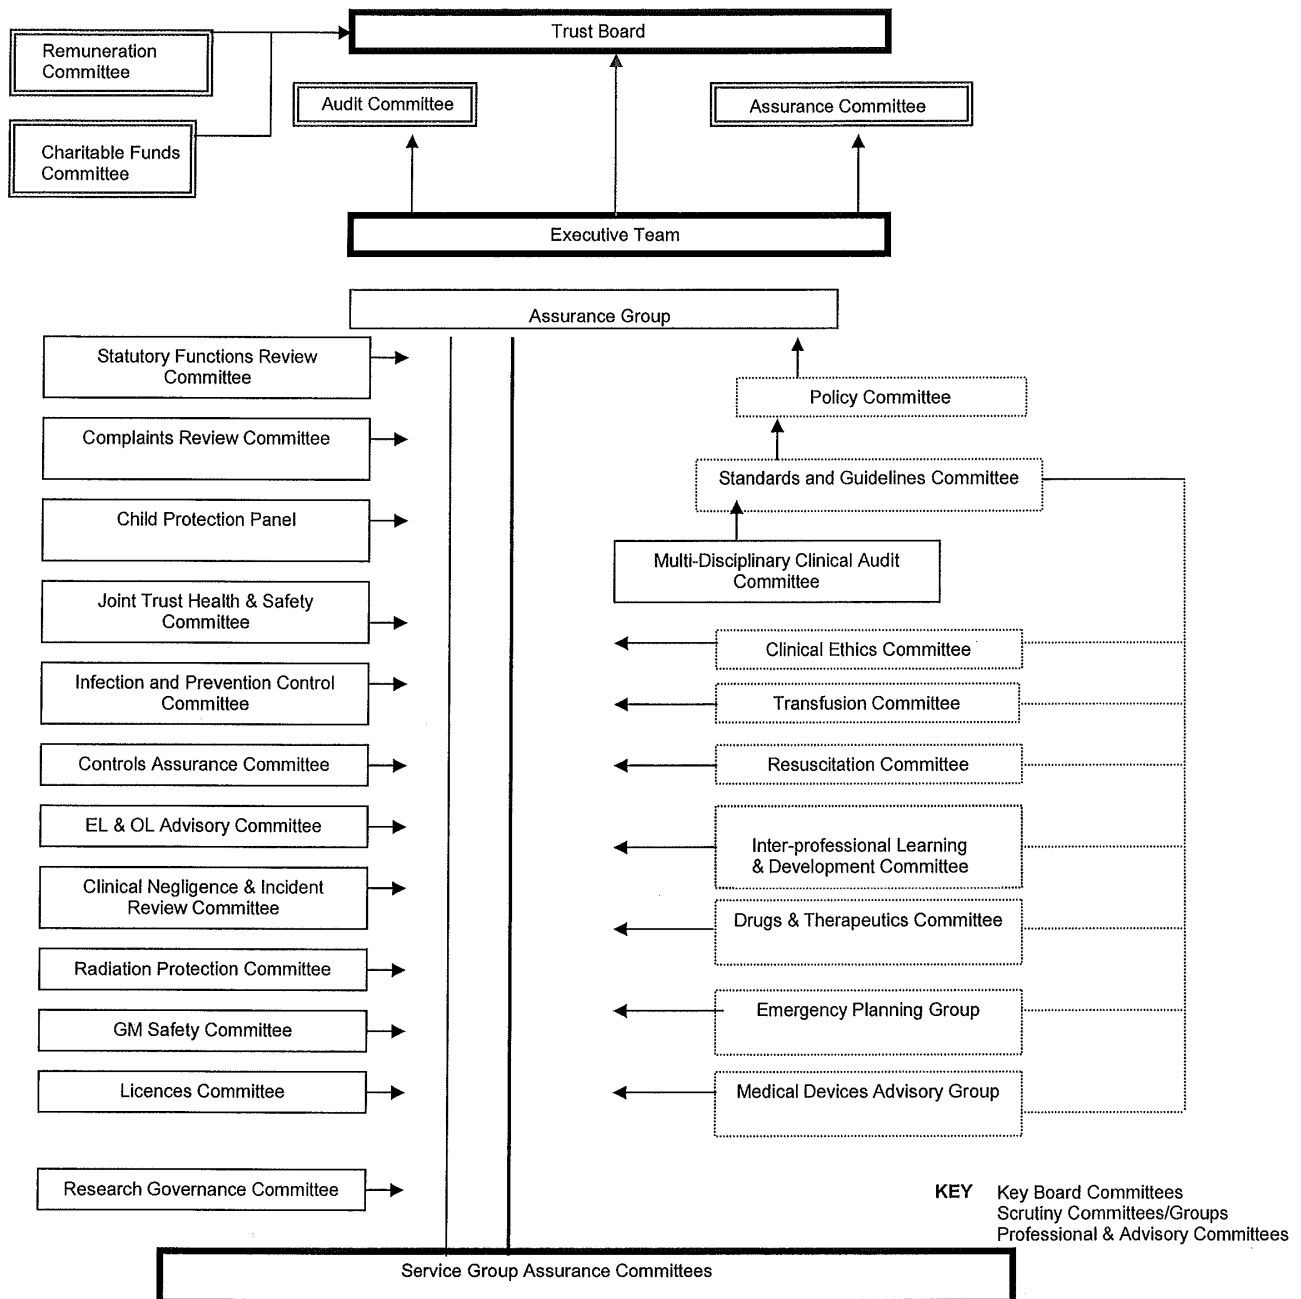 Trust Board
Remuneration
Committee
Audit Committee
Assurance Committee
Charitable Funds
Committee
Executive Team
Assurance Group
Statutory Functions Review
Committee
Policy Committee
Complaints Review Committee
Standards and Guidelines Committee
Child Protection Panel
Multi-Disciplinary Clinical Audit
Committee
Joint Trust Health & Safety
Committee
Clinical Ethics Committee
Infection and Prevention Control
Committee
Transfusion Committee
Controls Assurance Committee
Resuscitation Committee
EL & OL Advisory Committee
Inter-professional Learning
& Development Committee
Clinical Negligence & Incident
Review Committee
Drugs & Therapeutics Committee
Radiation Protection Committee
Emergency Planning Group
GM Safety Committee
Licences Committee
Medical Devices Advisory Group
Research Governance Committee
KEY Key Board Committees
Scrutiny Committees/Groups
Professional & Advisory Committees
Service Group Assurance Committees